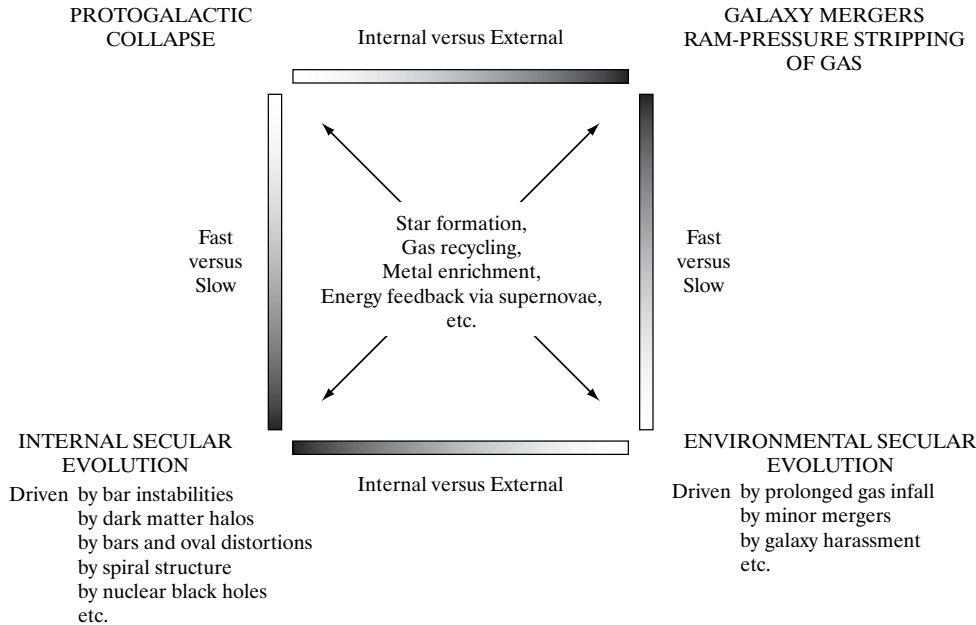 PROTOGALACTIC
COLLAPSE
Internal versus External
GALAXY MERGERS
RAM-PRESSURE STRIPPING
OF GAS
Fast
versus
Slow
Star formation,
Gas recycling,
Metal enrichment,
Energy feedback via supernovae,
etc.
Fast
versus
Slow
INTERNAL SECULAR
EVOLUTION
Driven by bar instabilities
by dark matter halos
by bars and oval distortions
by spiral structure
by nuclear black holes
etc.
Internal versus External
ENVIRONMENTAL SECULAR
EVOLUTION
Driven by prolonged gas infall
by minor mergers
by galaxy harassment
etc.